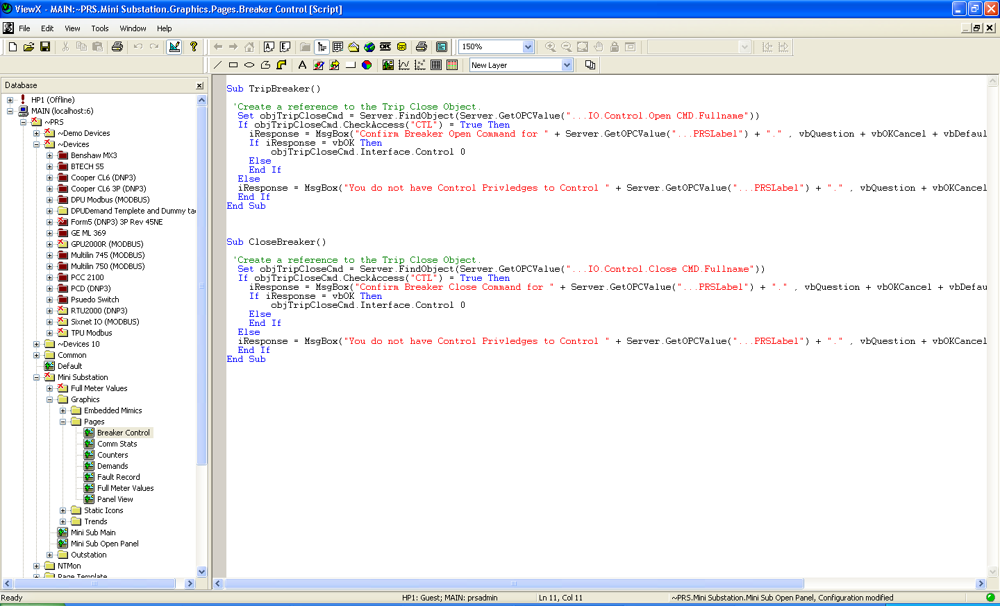 ViewX - MAIN:~PRS.Mini Substation.Graphics.Pages.Breaker Control [Script]
File Edit View Tools Window Help
150%
New Layer
Database
HP1 (Offline)
MAIN (localhost:6)
~PRS
~Demo Devices
~Devices
Benshaw MX3
BTECH S5
Cooper CL6 (DNP3)
Cooper CL6 3P (DNP3)
DPU Modbus (MODBUS)
DPUDemand Templete and Dummy tac
Form5 (DNP3) 3P Rev 45NE
GE ML 369
GPU2000R (MODBUS)
Multilin 745 (MODBUS)
Multilin 750 (MODBUS)
PCC 2100
PCD (DNP3)
Psuedo Switch
RTU2000 (DNP3)
Sixnet IO (MODBUS)
TPU Modbus
~Devices 10
Common
Default
Mini Substation
Full Meter Values
Graphics
Embedded Mimics
Pages
Breaker Control
Comm Stats
Counters
Demands
Fault Record
Full Meter Values
Panel View
Static Icons
Trends
Mini Sub Main
Mini Sub Open Panel
Outstation
NTMon
Page Template
Sub TripBreaker()
'Create a reference to the Trip Close Object.
Set objTripCloseCmd = Server.FindObject(Server.GetOPCValue("...IO.Control.Open CMD.Fullname"))
If objTripCloseCmd.CheckAccess("CTL") = True Then
iResponse = MsgBox("Confirm Breaker Open Command for " + Server.GetOPCValue("...PRSLabel") + "." , vbQuestion + vbOKCancel + vbDefaul
If iResponse = vbOK Then
objTripCloseCmd.Interface.Control 0
Else
End If
Else
iResponse = MsgBox("You do not have Control Privledges to Control " + Server.GetOPCValue("...PRSLabel") + "." , vbQuestion + vbOKCancel
End If
End Sub
Sub CloseBreaker()
'Create a reference to the Trip Close Object.
Set objTripCloseCmd = Server.FindObject(Server.GetOPCValue("...IO.Control.Close CMD.Fullname"))
If objTripCloseCmd.CheckAccess("CTL") = True Then
iResponse = MsgBox("Confirm Breaker Close Command for " + Server.GetOPCValue("...PRSLabel") + "." , vbQuestion + vbOKCancel + vbDefau
If iResponse = vbOK Then
objTripCloseCmd.Interface.Control 0
Else
End If
Else
iResponse = MsgBox("You do not have Control Privledges to Control " + Server.GetOPCValue("...PRSLabel") + "." , vbQuestion + vbOKCancel
End If
End Sub
Ready HP1: Guest; MAIN: prsadmin Ln 11, Col 11 ~PRS.Mini Substation.Mini Sub Open Panel, Configuration modified